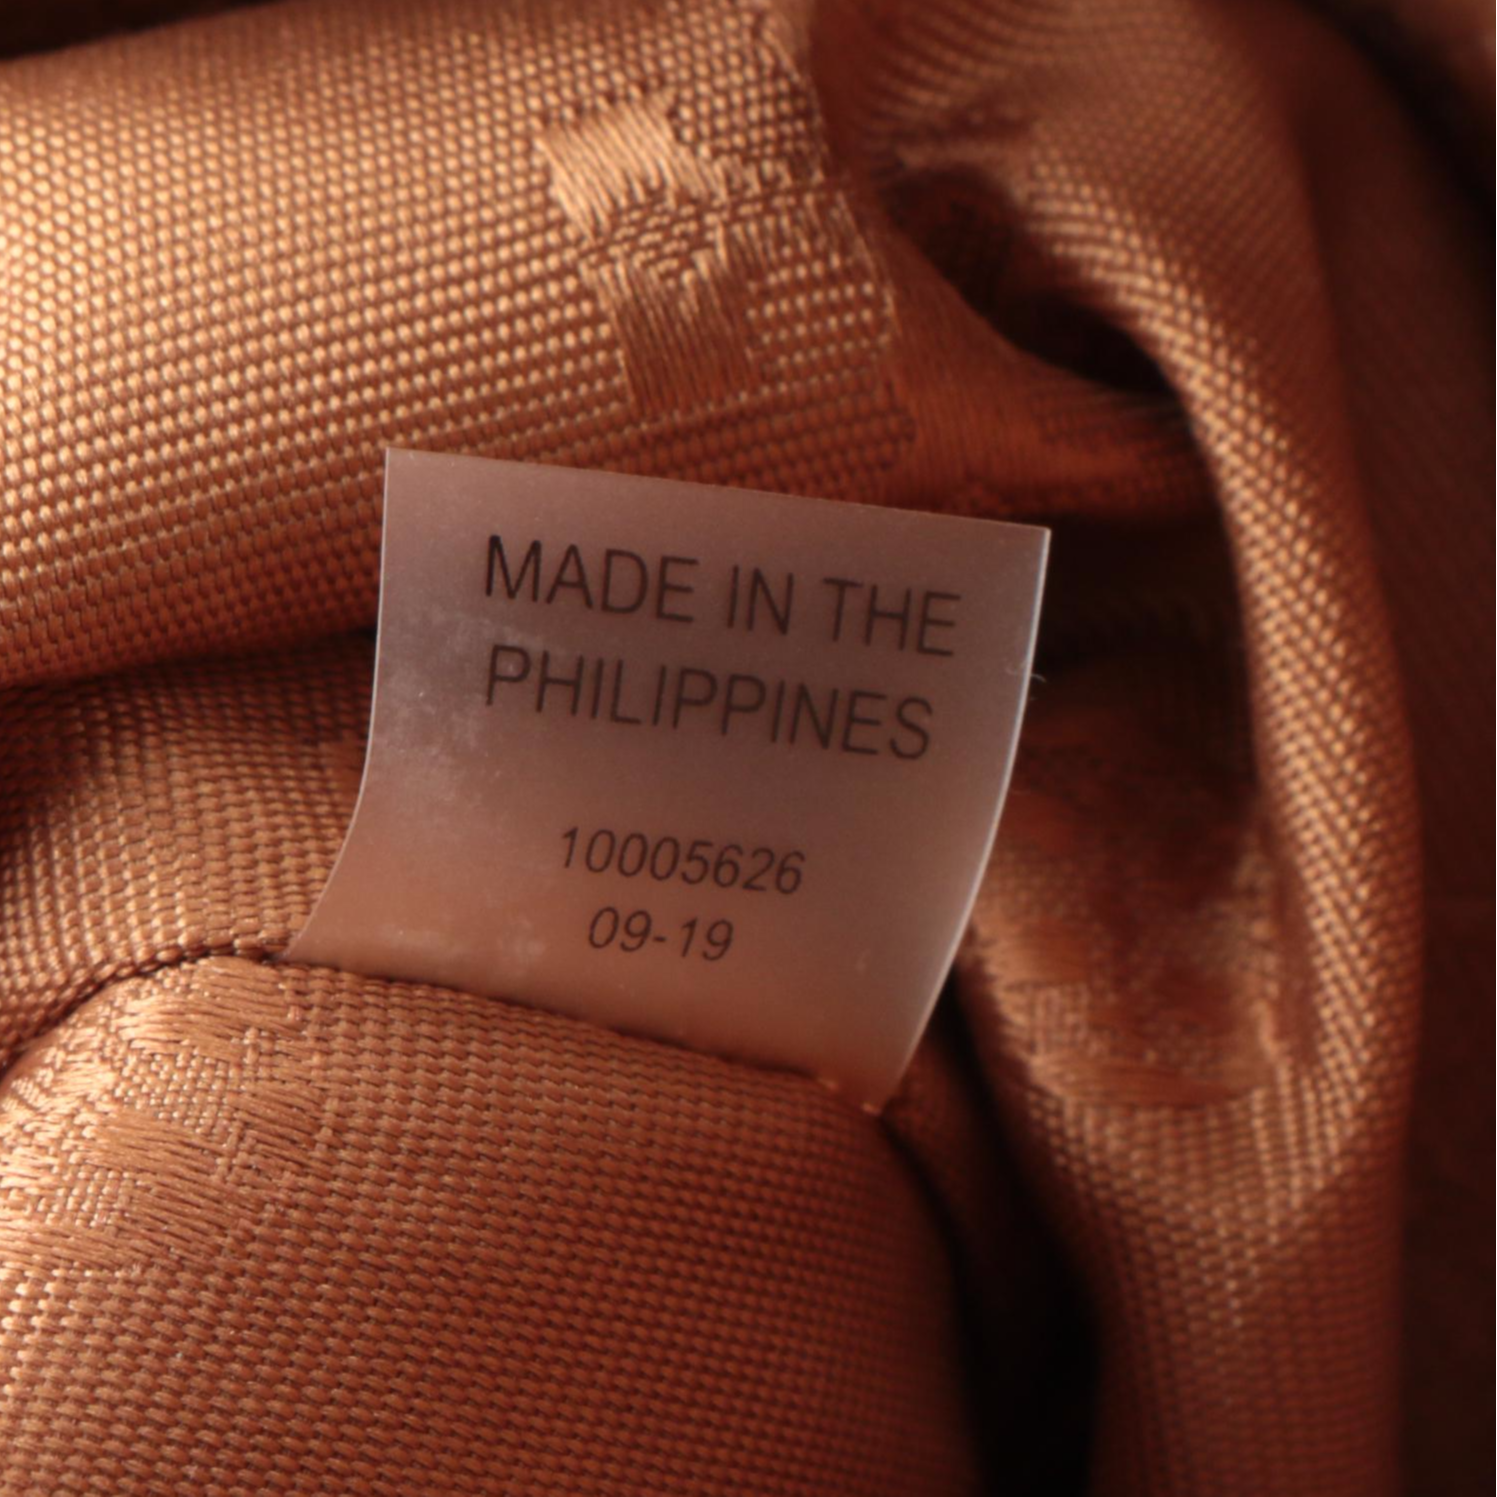 MADE IN THE
PHILIPPINES
10005626
09-19